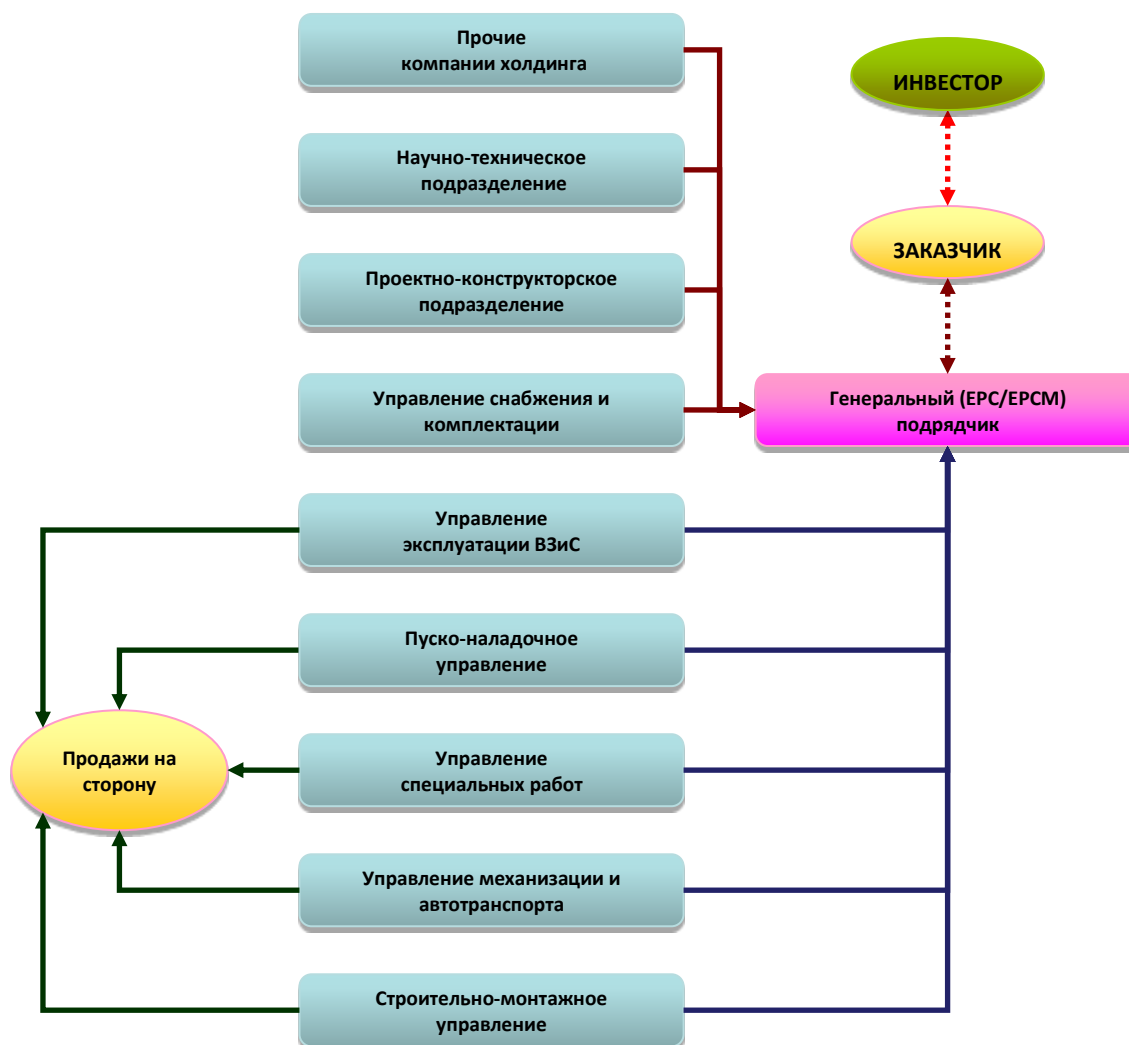 Прочие
компании холдинга
ИНВЕСТОР
Научно-техническое
подразделение
ЗАКАЗЧИК
Проектно-конструкторское
подразделение
Управление снабжения и
комплектации
Генеральный (EPC/EPCM)
подрядчик
Управление
эксплуатации ВЗиС
Пуско-наладочное
управление
Продажи на
сторону
Управление
специальных работ
Управление механизации и
автотранспорта
Строительно-монтажное
управление